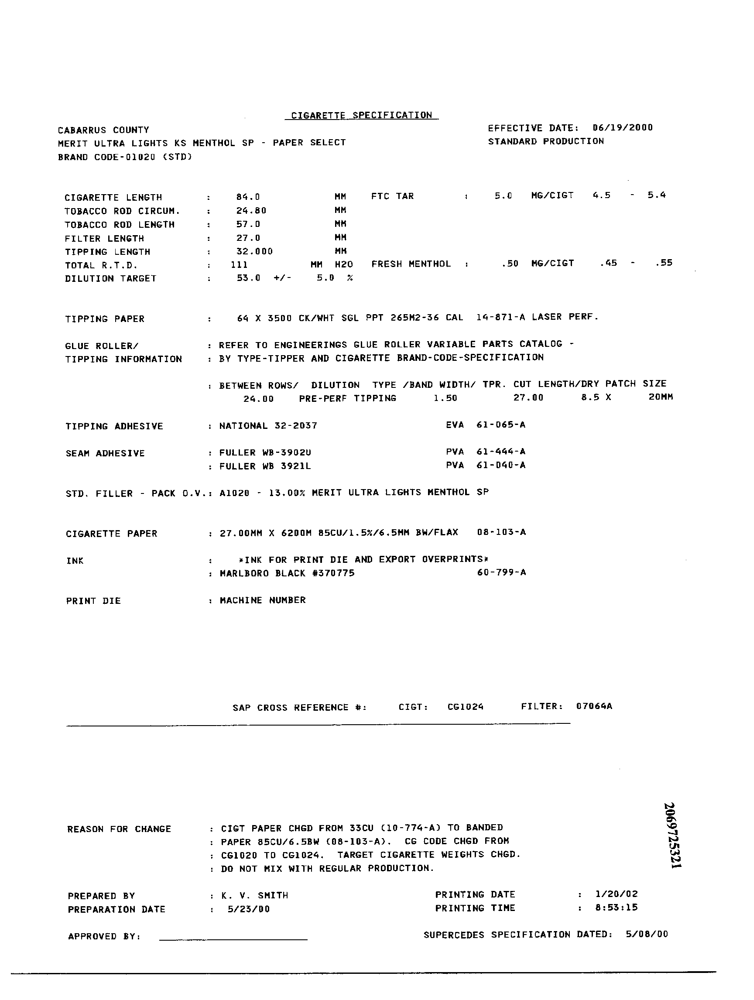 CIGARETTE SPECIFICATION
CABARRUS COUNTY EFFECTIVE DATE: 06/19/2000
MERIT ULTRA LIGHTS KS MENTHOL SP - PAPER SELECT STANDARD PRODUCTION
BRAND CODE-01020 (STD)
CIGARETTE LENGTH : 84.0 MM FTC TAR : 5.0 MG/CIGT 4.5 - 5.4
TOBACCO ROD CIRCUM. : 24.80 MM
TOBACCO ROD LENGTH : 57.0 MM
FILTER LENGTH : 27.0 MM
TIPPING LENGTH : 32.000 MM
TOTAL R.T.D. : 111 MM H2O FRESH MENTHOL : .50 MG/CIGT .45 - .55
DILUTION TARGET : 53.0 +/- 5.0 %
TIPPING PAPER : 64 X 3500 CK/WHT SGL PPT 265M2-36 CAL 14-871-A LASER PERF.
GLUE ROLLER/ : REFER TO ENGINEERINGS GLUE ROLLER VARIABLE PARTS CATALOG -
TIPPING INFORMATION : BY TYPE-TIPPER AND CIGARETTE BRAND-CODE-SPECIFICATION
: BETWEEN ROWS/ DILUTION TYPE /BAND WIDTH/ TPR. CUT LENGTH/DRY PATCH SIZE
24.00 PRE-PERF TIPPING 1.50 27.00 8.5 X 20MM
TIPPING ADHESIVE : NATIONAL 32-2037 EVA 61-065-A
SEAM ADHESIVE : FULLER WB-3902U PVA 61-444-A
: FULLER WB 3921L PVA 61-040-A
STD. FILLER - PACK O.V.: A1020 - 13.00% MERIT ULTRA LIGHTS MENTHOL SP
CIGARETTE PAPER : 27.00MM X 6200M 85CU/1.5%/6.5MM BW/FLAX 08-103-A
INK : *INK FOR PRINT DIE AND EXPORT OVERPRINTS*
: MARLBORO BLACK #370775 60-799-A
PRINT DIE : MACHINE NUMBER
SAP CROSS REFERENCE #: CIGT: CG1024 FILTER: 07064A
REASON FOR CHANGE : CIGT PAPER CHGD FROM 33CU (10-774-A) TO BANDED
: PAPER 85CU/6.5BW (08-103-A). CG CODE CHGD FROM
: CG1020 TO CG1024. TARGET CIGARETTE WEIGHTS CHGD.
: DO NOT MIX WITH REGULAR PRODUCTION.
PREPARED BY : K. V. SMITH PRINTING DATE : 1/20/02
PREPARATION DATE : 5/23/00 PRINTING TIME : 8:53:15
APPROVED BY: SUPERCEDES SPECIFICATION DATED: 5/08/00
2069725321